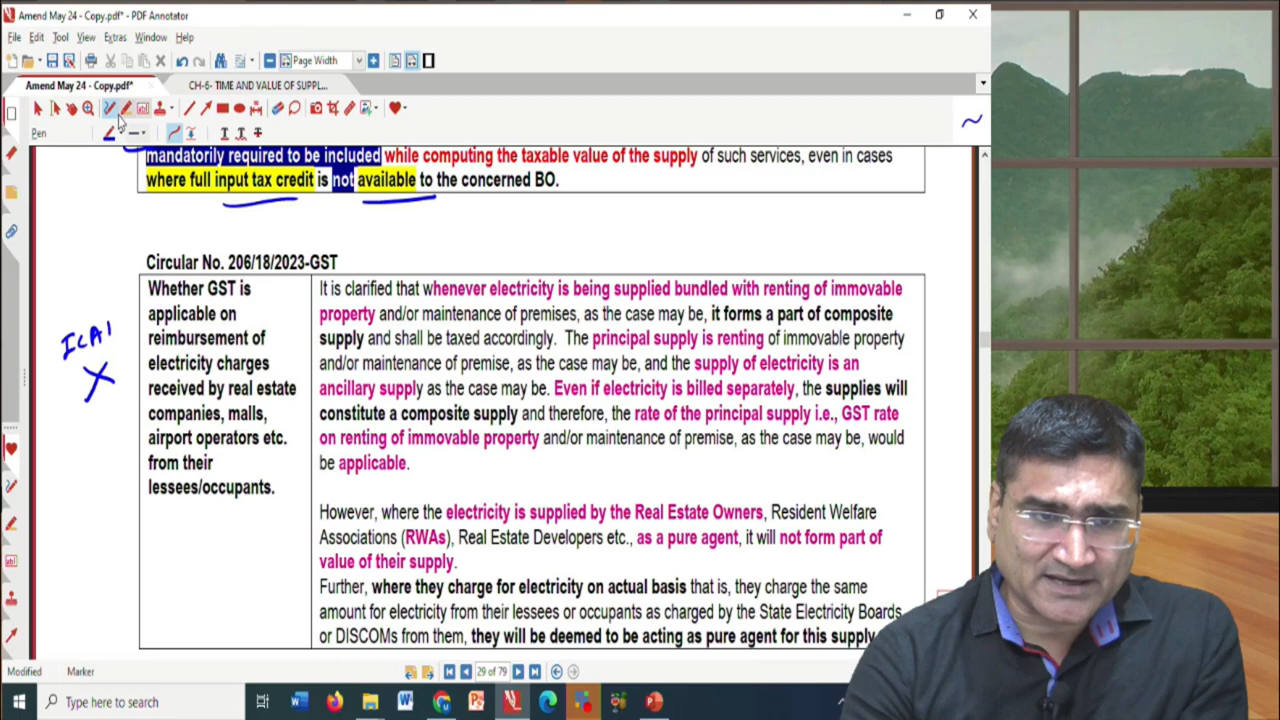 Amend May 24 - Copy.pdf* - PDF Annotator
File Edit Tool View Extras Window Help
Page Width
Amend May 24 - Copy.pdf* CH-6- TIME AND VALUE OF SUPPL...
Pen
mandatorily required to be included while computing the taxable value of the supply of such services, even in cases
where full input tax credit is not available to the concerned BO.
Circular No. 206/18/2023-GST
Whether GST is
applicable on
reimbursement of
electricity charges
received by real estate
companies, malls,
airport operators etc.
from their
lessees/occupants.
It is clarified that whenever electricity is being supplied bundled with renting of immovable
property and/or maintenance of premises, as the case may be, it forms a part of composite
supply and shall be taxed accordingly. The principal supply is renting of immovable property
and/or maintenance of premise, as the case may be, and the supply of electricity is an
ancillary supply as the case may be. Even if electricity is billed separately, the supplies will
constitute a composite supply and therefore, the rate of the principal supply i.e., GST rate
on renting of immovable property and/or maintenance of premise, as the case may be, would
be applicable.
However, where the electricity is supplied by the Real Estate Owners, Resident Welfare
Associations (RWAs), Real Estate Developers etc., as a pure agent, it will not form part of
value of their supply.
Further, where they charge for electricity on actual basis that is, they charge the same
amount for electricity from their lessees or occupants as charged by the State Electricity Boards
or DISCOMs from them, they will be deemed to be acting as pure agent for this supply
ICAI
X
Modified Marker 29 of 79
Type here to search